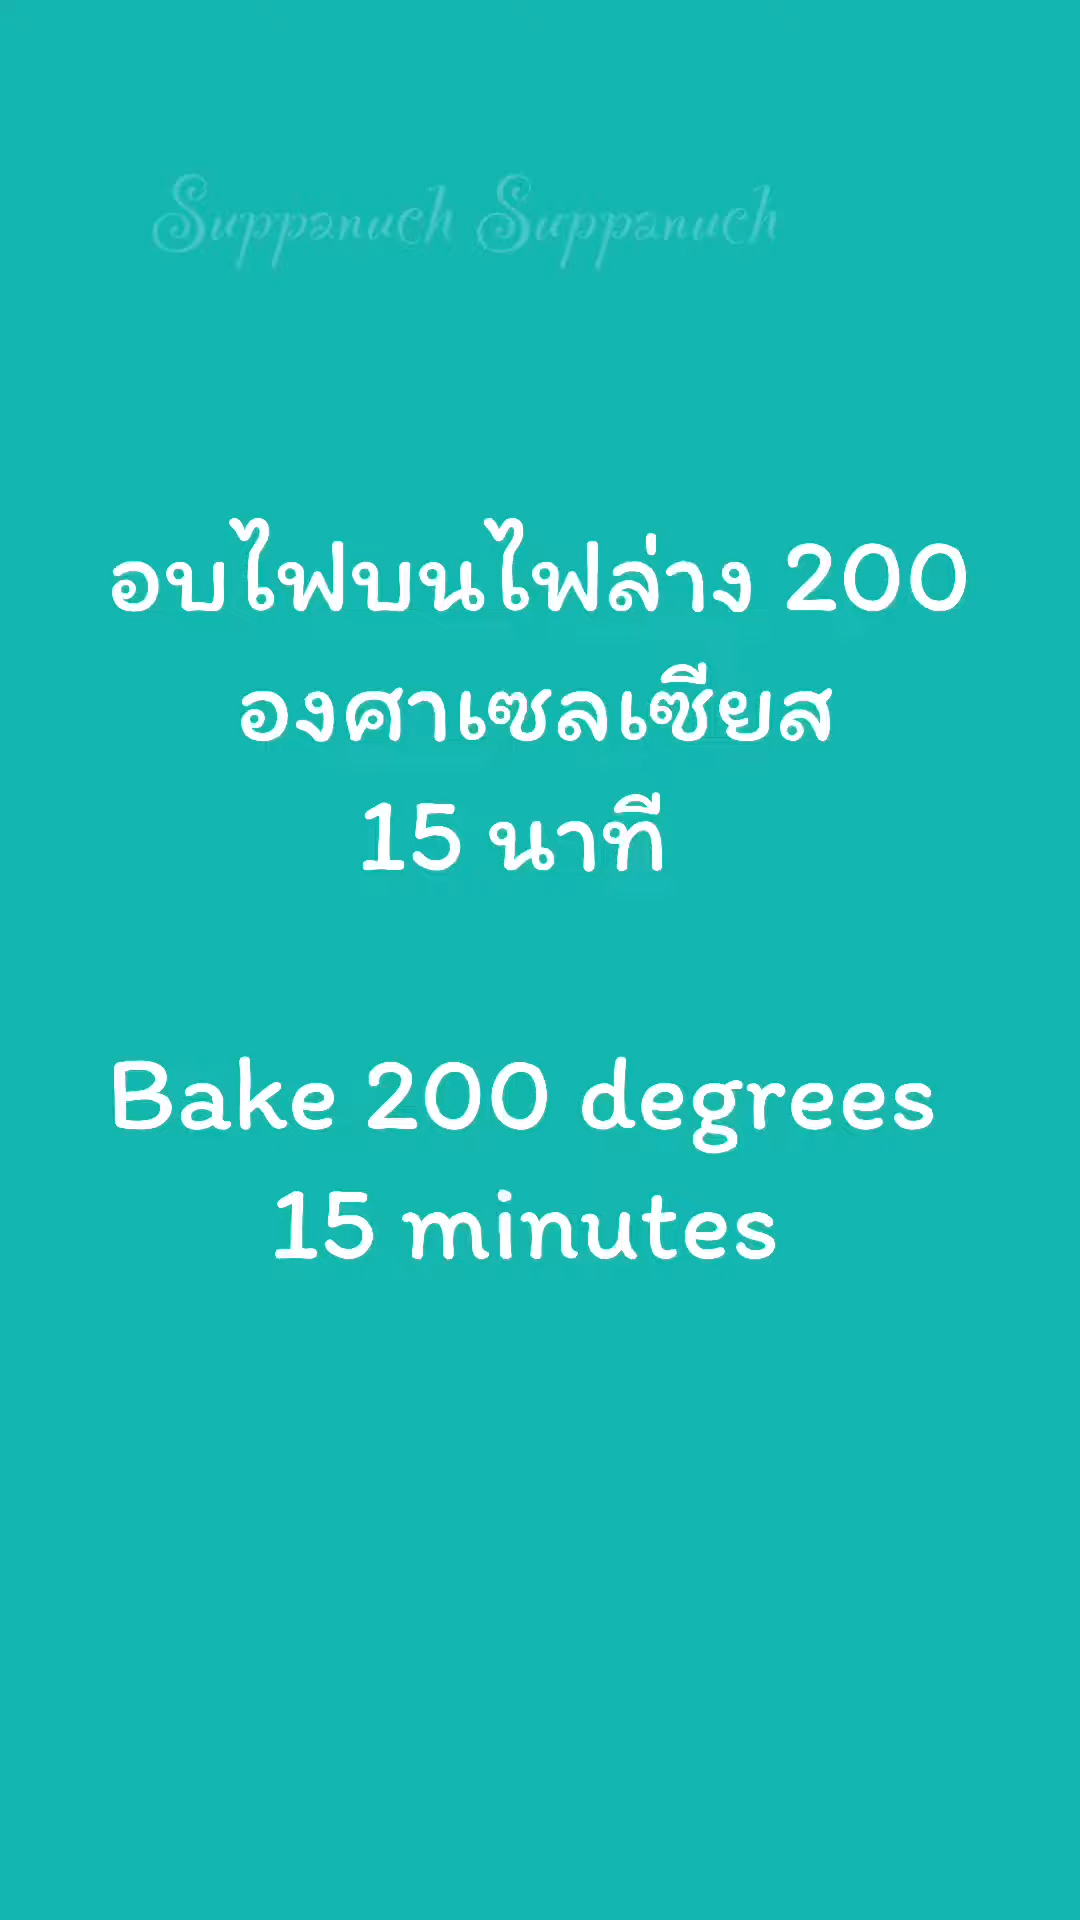 Suppanuch Suppanuch
อบไฟบนไฟล่าง 200
องศาเซลเซียส
15 นาที
Bake 200 degrees
15 minutes